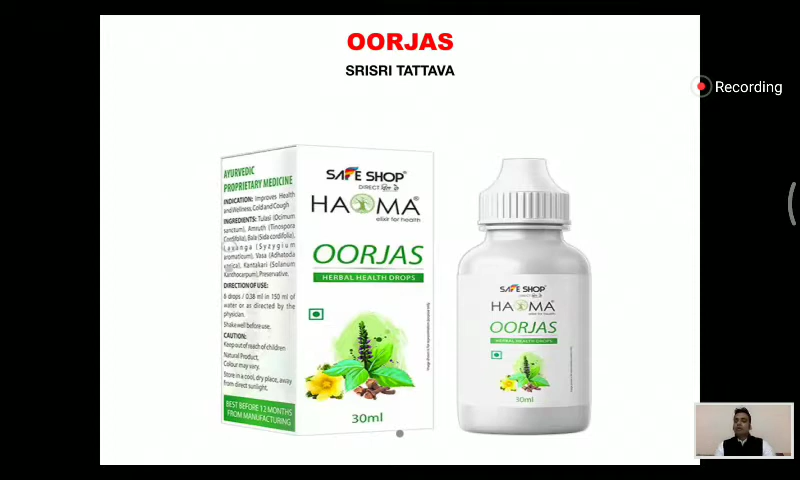 OORJAS
SRISRI TATTAVA
Recording
AYURVEDIC
PROPRIETARY MEDICINE
INDICATION: Improves Health
and Wellness, Cold and Cough
INGREDIENTS: Tulasi (Ocimum
sanctum), Amruth (Tinospora
Cordifolia), Bala (Sida cordifolia),
Lavanga (Syzygium
aromaticum), Vasa (Adhatoda
vasica), Kantakari (Solanum
Xanthocarpum), Preservative.
DIRECTION OF USE:
6 drops / 0.38 ml in 150 ml of
water or as directed by the
physician.
Shake well before use.
CAUTION:
Keep out of reach of children
Natural Product,
Colour may vary.
Store in a cool, dry place, away
from direct sunlight.
BEST BEFORE 12 MONTHS
FROM MANUFACTURING
SAFE SHOP®
DIRECT दिल से
HAOMA®
elixir for health
OORJAS
HERBAL HEALTH DROPS
30ml
SAFE SHOP®
DIRECT दिल से
HAOMA®
elixir for health
OORJAS
HERBAL HEALTH DROPS
30ml